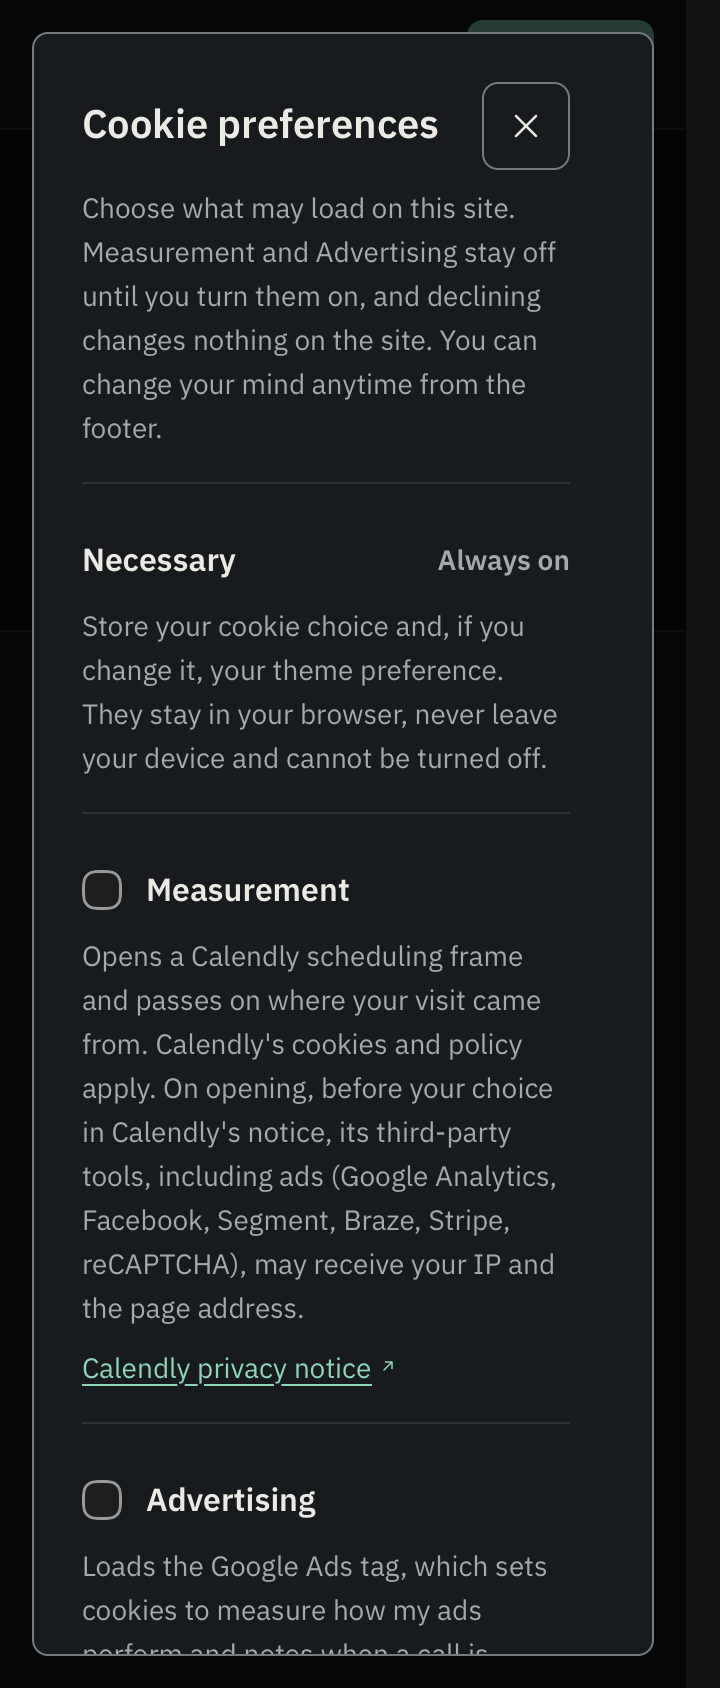 Cookie preferences
Choose what may load on this site.
Measurement and Advertising stay off
until you turn them on, and declining
changes nothing on the site. You can
change your mind anytime from the
footer.
Necessary
Always on
Store your cookie choice and, if you
change it, your theme preference.
They stay in your browser, never leave
your device and cannot be turned off.
Measurement
Opens a Calendly scheduling frame
and passes on where your visit came
from. Calendly's cookies and policy
apply. On opening, before your choice
in Calendly's notice, its third-party
tools, including ads (Google Analytics,
Facebook, Segment, Braze, Stripe,
reCAPTCHA), may receive your IP and
the page address.
Calendly privacy notice ↗
Advertising
Loads the Google Ads tag, which sets
cookies to measure how my ads
perform and notes when a call is